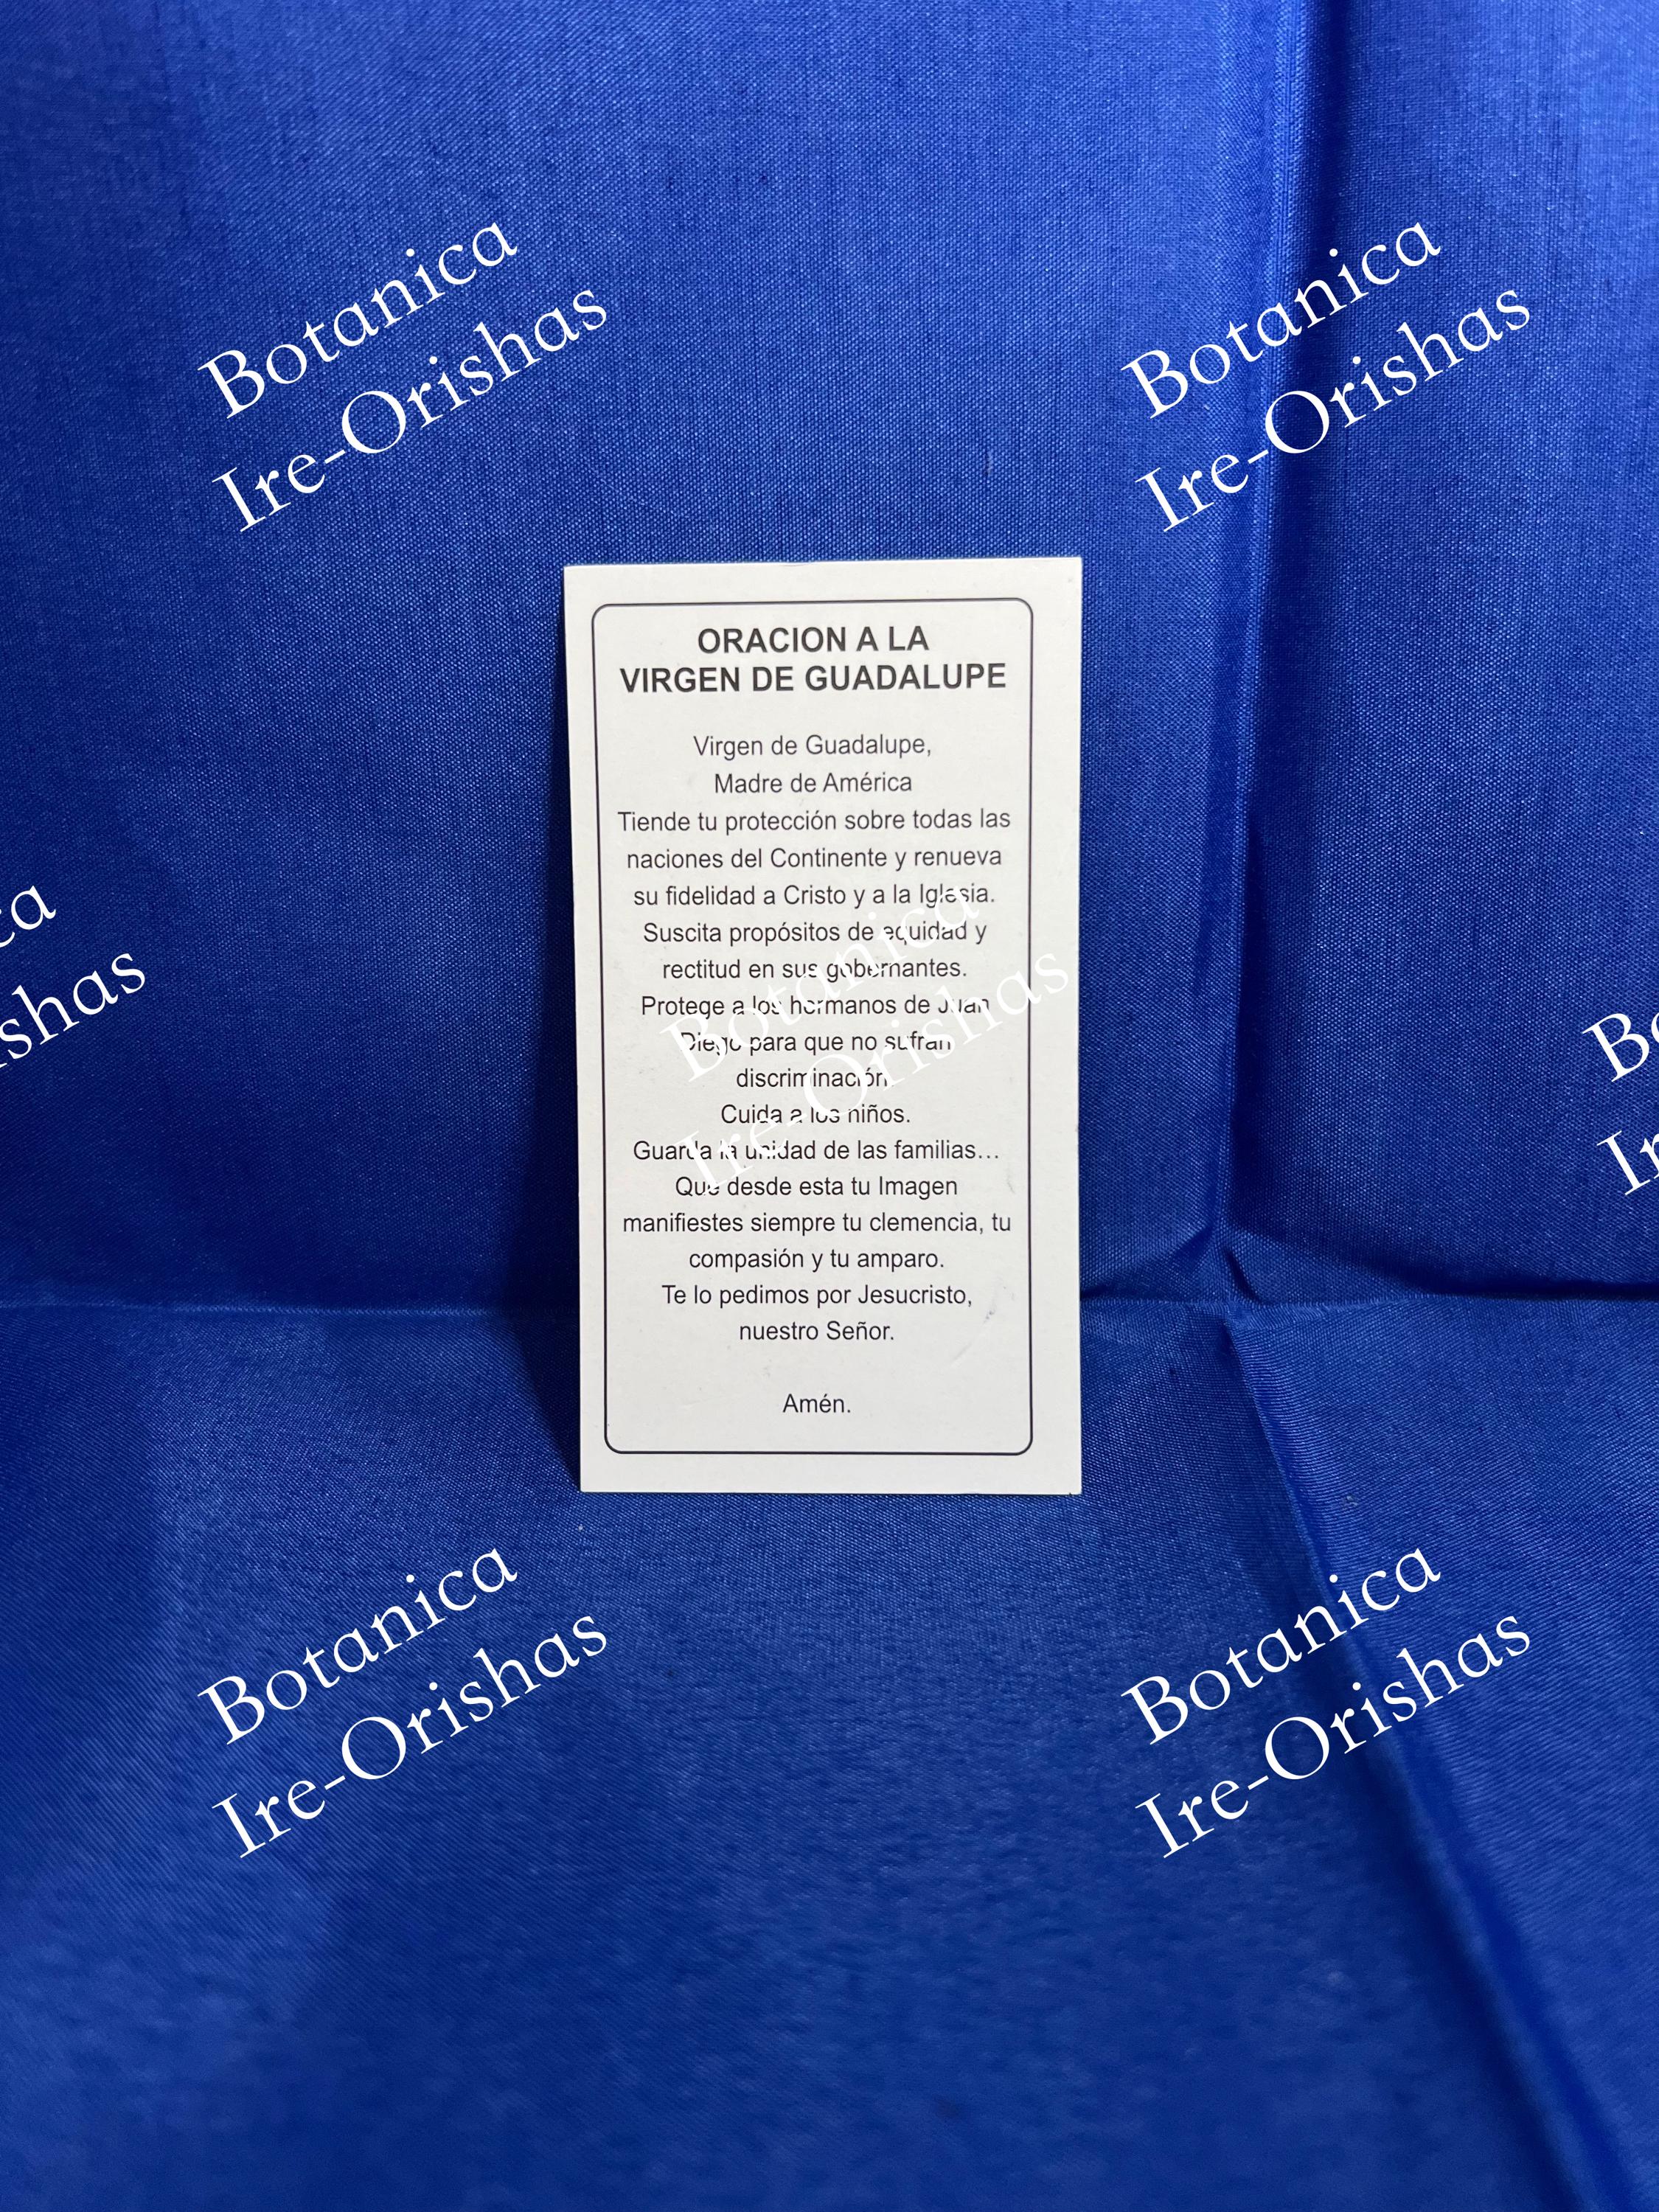 Botanica
Ire-Orishas
Botanica
Ire-Orishas
ORACION A LA
VIRGEN DE GUADALUPE
Virgen de Guadalupe,
Madre de América
Tiende tu protección sobre todas las
naciones del Continente y renueva
su fidelidad a Cristo y a la Iglesia.
Suscita propósitos de equidad y
rectitud en sus gobernantes.
Protege a los hermanos de Juan
Diego para que no sufran
discriminación.
Cuida a los niños.
Guarda la unidad de las familias...
Que desde esta tu Imagen
manifiestes siempre tu clemencia, tu
compasión y tu amparo.
Te lo pedimos por Jesucristo,
nuestro Señor.
Amén.
Botanica
Ire-Orishas
Botanica
Ire-Orishas
Botanica
Ire-Orishas